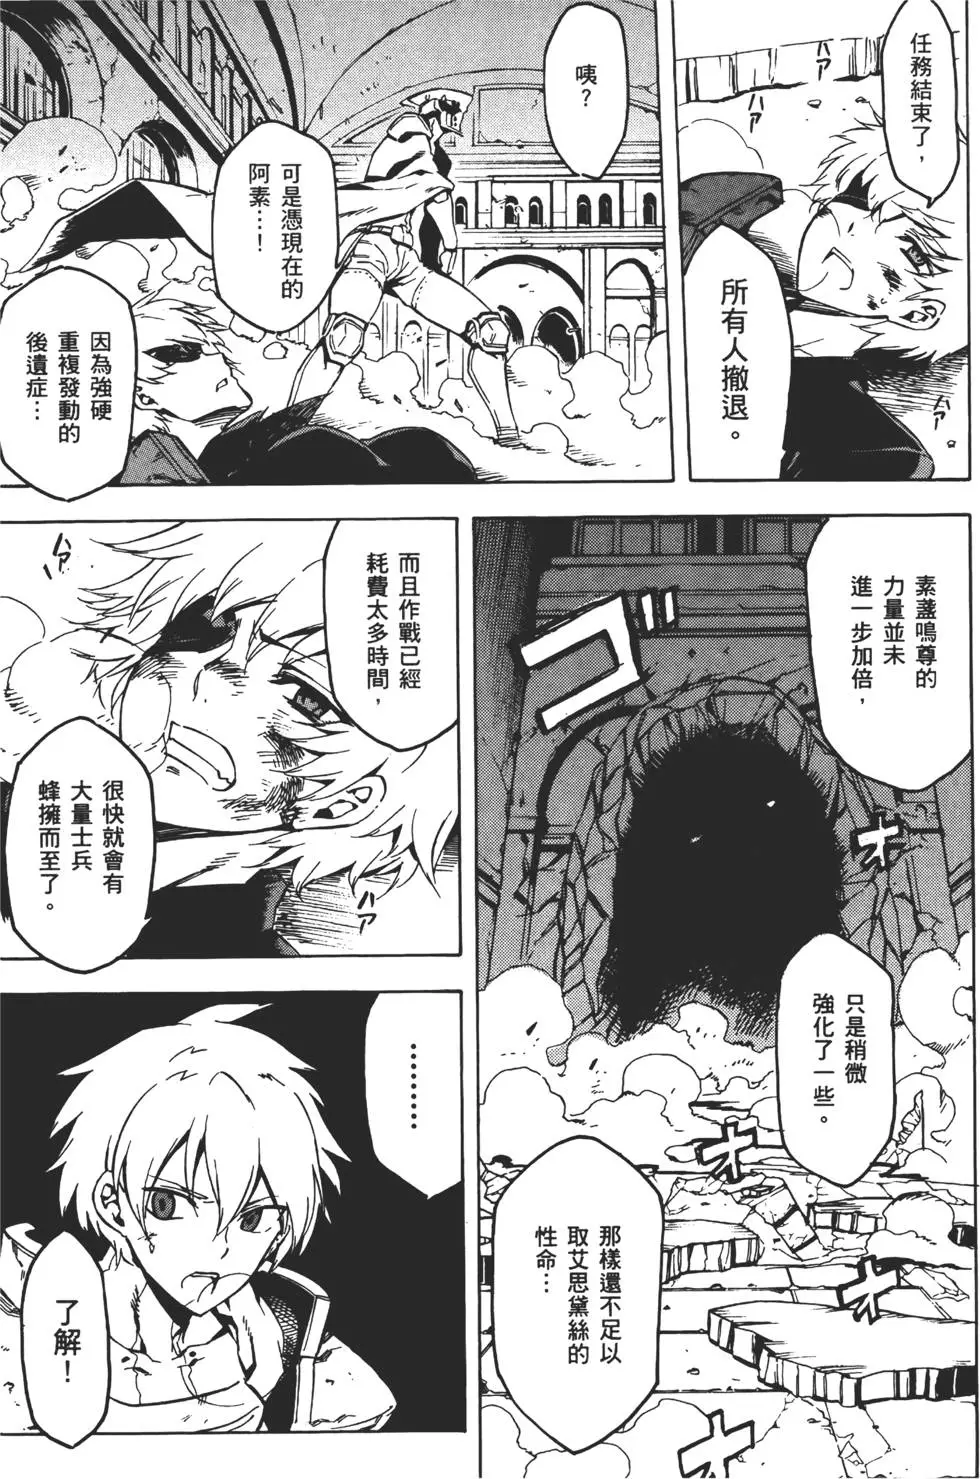 任務結束了，
ハァ
ハァ
所有人撤退。
ハァ
咦？
可是憑現在的
阿素…！
因為強硬
重複發動的
後遺症…
素盞鳴尊的
力量並未
進一步加倍，
ゴ
オ
只是稍微
強化了一些。
オ
オ
オ
那樣還不足以
取艾思黛絲的
性命…
而且作戰已經
耗費太多時間，
ハァ
很快就會有
大量士兵
蜂擁而至了。
ハァ
………
了解！